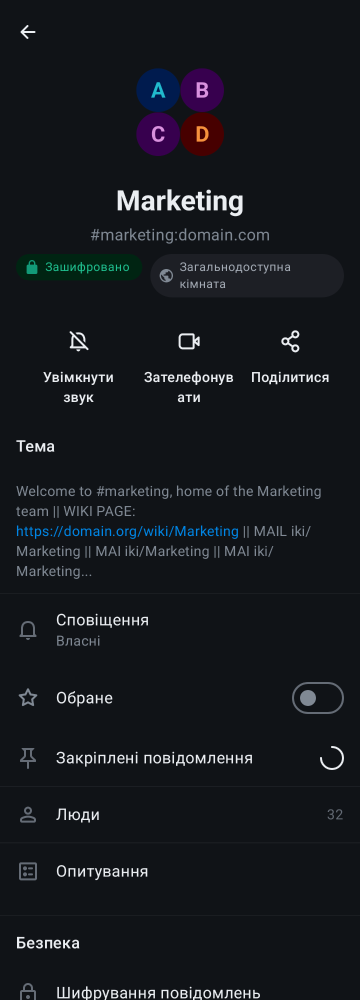 A B
C D
Marketing
#marketing:domain.com
Зашифровано
Загальнодоступна
кімната
Увімкнути
звук
Зателефонув
ати
Поділитися
Тема
Welcome to #marketing, home of the Marketing
team || WIKI PAGE:
https://domain.org/wiki/Marketing || MAIL iki/
Marketing || MAI iki/Marketing || MAI iki/
Marketing...
Сповіщення
Власні
Обране
Закріплені повідомлення
Люди 32
Опитування
Безпека
Шифрування повідомлень